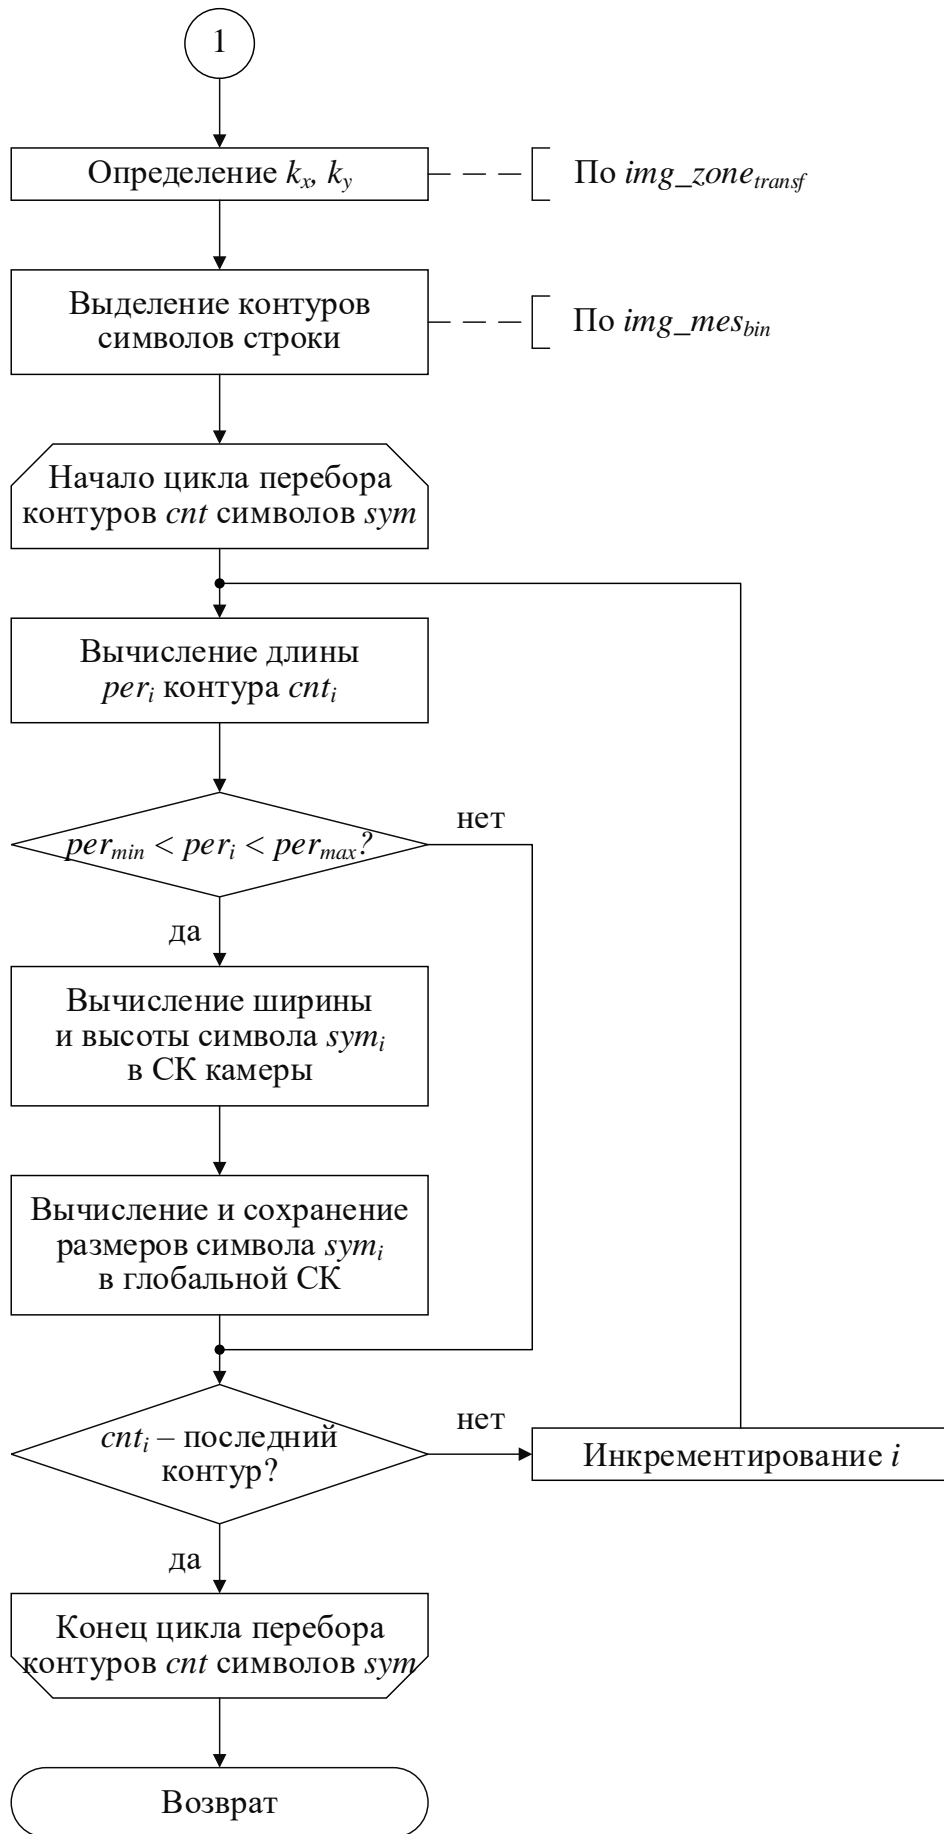 1
Определение kx, ky
По img_zonetransf
Выделение контуров
символов строки
По img_mesbin
Начало цикла перебора
контуров cnt символов sym
Вычисление длины
peri контура cnti
permin < peri < permax?
нет
да
Вычисление ширины
и высоты символа symi
в СК камеры
Вычисление и сохранение
размеров символа symi
в глобальной СК
cnti – последний
контур?
нет
Инкрементирование i
да
Конец цикла перебора
контуров cnt символов sym
Возврат